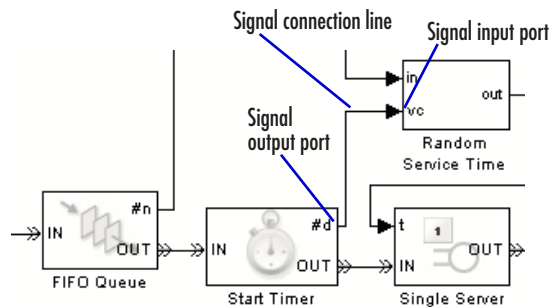 Signal connection line
Signal input port
in
out
vc
Signal
output port
Random
Service Time
#n
#d
t
1
IN
OUT
IN
OUT
IN
OUT
FIFO Queue
Start Timer
Single Server